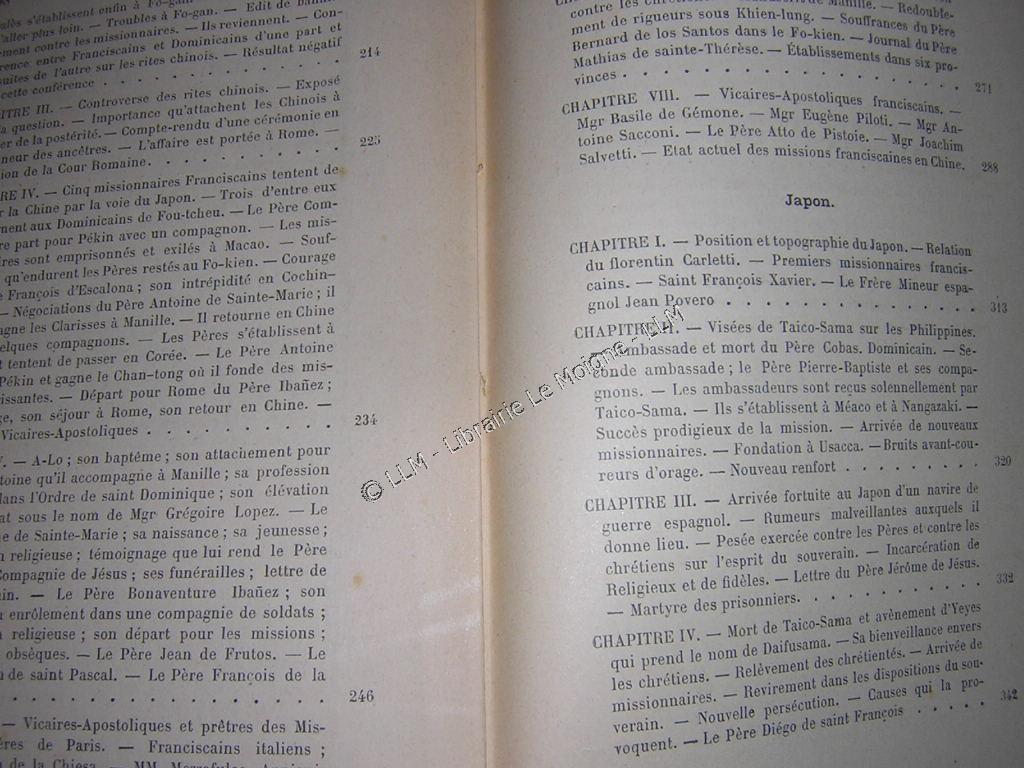 s'établissent enfin à Fo-gan.
d'aller plus loin. — Troubles à Fo-gan. — Edit de
contre les missionnaires. — Ils reviennent. — Con-
entre Franciscains et Dominicains d'une part et
de l'autre sur les rites chinois. — Résultat négatif
cette conférence . . . . . . . . . . 214
III. — Controverse des rites chinois. — Exposé
question. — Importance qu'attachent les Chinois à
de la postérité. — Compte-rendu d'une cérémonie en
des ancêtres. — L'affaire est portée à Rome. —
de la Cour Romaine. . . . . . . . . . . 225
IV. — Cinq missionnaires Franciscains tentent de
la Chine par la voie du Japon. — Trois d'entre eux
aux Dominicains de Fou-tcheu. — Le Père Com-
part pour Pékin avec un compagnon. — Les mis-
sont emprisonnés et exilés à Macao. — Souf-
qu'endurent les Pères restés au Fo-kien. — Courage
François d'Escalona ; son intrépidité en Cochin-
— Négociations du Père Antoine de Sainte-Marie ; il
les Clarisses à Manille. — Il retourne en Chine
quelques compagnons. — Les Pères s'établissent à
tentent de passer en Corée. — Le Père Antoine
Pékin et gagne le Chan-tong où il fonde des mis-
— Départ pour Rome du Père Ibañez ;
son séjour à Rome, son retour en Chine. —
Vicaires-Apostoliques . . . . . . . . . . 234
— A-Lo ; son baptême ; son attachement pour
qu'il accompagne à Manille ; sa profession
dans l'Ordre de saint Dominique ; son élévation
sous le nom de Mgr Grégoire Lopez. — Le
de Sainte-Marie ; sa naissance ; sa jeunesse ;
religieuse ; témoignage que lui rend le Père
Compagnie de Jésus ; ses funérailles ; lettre de
— Le Père Bonaventure Ibañez ; son
enrôlement dans une compagnie de soldats ;
religieuse ; son départ pour les missions ;
obsèques. — Le Père Jean de Frutos. — Le
de saint Pascal. — Le Père François de la
. . . . . . . . . . . . . . . 246
— Vicaires-Apostoliques et prêtres des Mis-
de Paris. — Franciscains italiens ;
de la Chiesa. — MM.
contre les Manille. — Redouble-
ment de rigueurs sous Khien-lung. — Souffrances du Père
Bernard de los Santos dans le Fo-kien. — Journal du Père
Mathias de sainte-Thérèse. — Établissements dans six pro-
vinces . . . . . . . . . . . . . . . 271
CHAPITRE VIII. — Vicaires-Apostoliques franciscains. —
Mgr Basile de Gémone. — Mgr Eugène Piloti. — Mgr An-
toine Sacconi. — Le Père Atto de Pistoie. — Mgr Joachim
Salvetti. — Etat actuel des missions franciscaines en Chine. 288
Japon.
CHAPITRE I. — Position et topographie du Japon. — Relation
du florentin Carletti. — Premiers missionnaires francis-
cains. — Saint François Xavier. — Le Frère Mineur espa-
gnol Jean Povero . . . . . . . . . . . . 313
CHAPITRE II. — Visées de Taico-Sama sur les Philippines.
ambassade et mort du Père Cobas. Dominicain. — Se-
conde ambassade ; le Père Pierre-Baptiste et ses compa-
gnons. — Les ambassadeurs sont reçus solennellement par
Taico-Sama. — Ils s'établissent à Méaco et à Nangazaki. —
Succès prodigieux de la mission. — Arrivée de nouveaux
missionnaires. — Fondation à Usacca. — Bruits avant-cou-
reurs d'orage. — Nouveau renfort . . . . . . . . . 320
CHAPITRE III. — Arrivée fortuite au Japon d'un navire de
guerre espagnol. — Rumeurs malveillantes auxquels il
donne lieu. — Pesée exercée contre les Pères et contre les
chrétiens sur l'esprit du souverain. — Incarcération de
Religieux et de fidèles. — Lettre du Père Jérôme de Jésus.
— Martyre des prisonniers. . . . . . . . . . . 332
CHAPITRE IV. — Mort de Taico-Sama et avènement d'Yeyes
qui prend le nom de Daifusama. — Sa bienveillance envers
les chrétiens. — Relèvement des chrétientés. — Arrivée de
missionnaires. — Revirement dans les dispositions du sou-
verain. — Nouvelle persécution. — Causes qui la pro-
voquent. — Le Père Diégo de saint François . . . . . 342
© LLM - Librairie Le Moigne - LLM